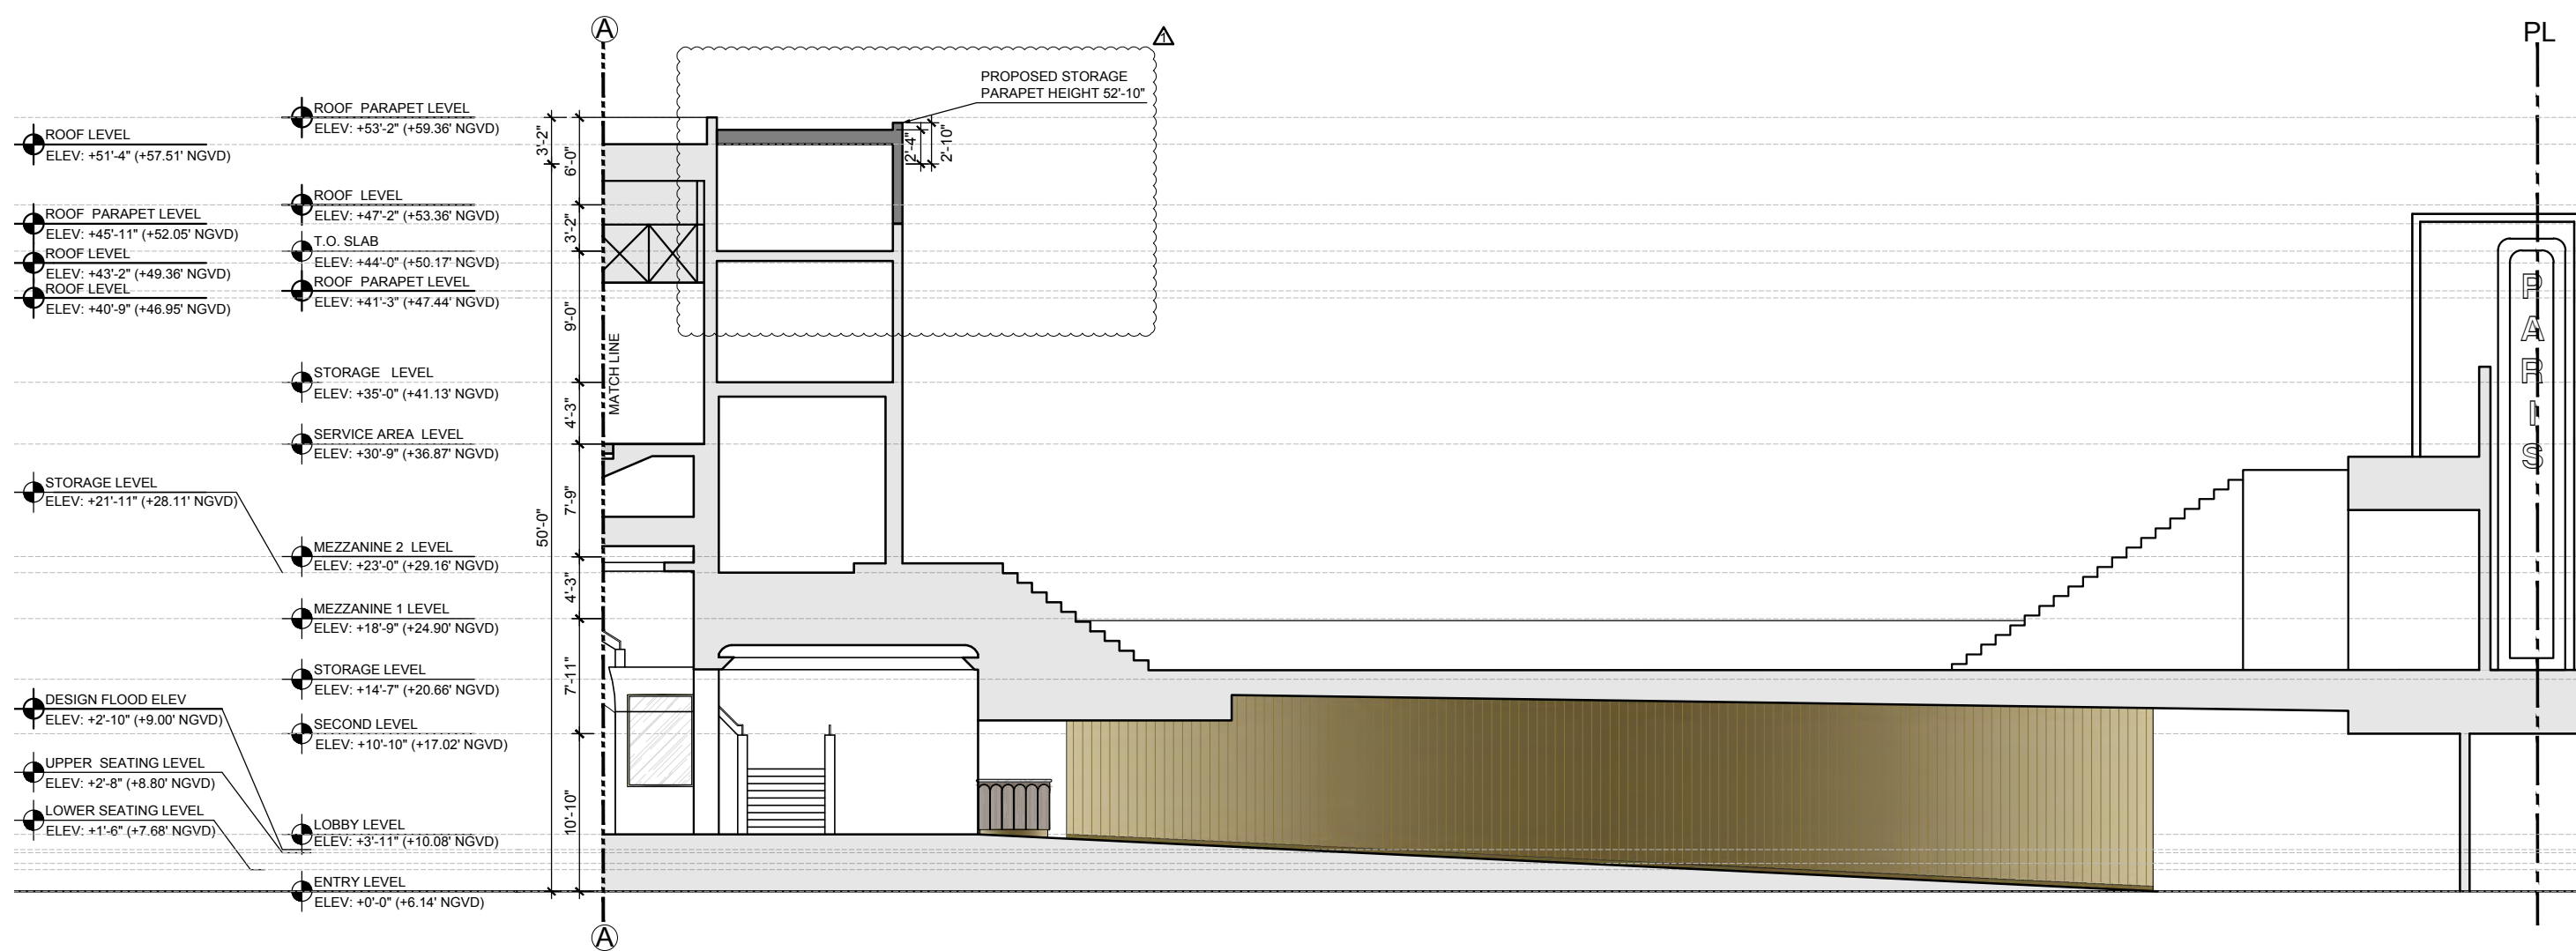 A
1
PL
PROPOSED STORAGE
PARAPET HEIGHT 52'-10"
ROOF LEVEL
ELEV: +51'-4" (+57.51' NGVD)
ROOF PARAPET LEVEL
ELEV: +45'-11" (+52.05' NGVD)
ROOF LEVEL
ELEV: +43'-2" (+49.36' NGVD)
ROOF LEVEL
ELEV: +40'-9" (+46.95' NGVD)
STORAGE LEVEL
ELEV: +21'-11" (+28.11' NGVD)
DESIGN FLOOD ELEV
ELEV: +2'-10" (+9.00' NGVD)
UPPER SEATING LEVEL
ELEV: +2'-8" (+8.80' NGVD)
LOWER SEATING LEVEL
ELEV: +1'-6" (+7.68' NGVD)
ROOF PARAPET LEVEL
ELEV: +53'-2" (+59.36' NGVD)
ROOF LEVEL
ELEV: +47'-2" (+53.36' NGVD)
T.O. SLAB
ELEV: +44'-0" (+50.17' NGVD)
ROOF PARAPET LEVEL
ELEV: +41'-3" (+47.44' NGVD)
STORAGE LEVEL
ELEV: +35'-0" (+41.13' NGVD)
SERVICE AREA LEVEL
ELEV: +30'-9" (+36.87' NGVD)
MEZZANINE 2 LEVEL
ELEV: +23'-0" (+29.16' NGVD)
MEZZANINE 1 LEVEL
ELEV: +18'-9" (+24.90' NGVD)
STORAGE LEVEL
ELEV: +14'-7" (+20.66' NGVD)
SECOND LEVEL
ELEV: +10'-10" (+17.02' NGVD)
LOBBY LEVEL
ELEV: +3'-11" (+10.08' NGVD)
ENTRY LEVEL
ELEV: +0'-0" (+6.14' NGVD)
3'-2"
50'-0"
6'-0"
3'-2"
9'-0"
4'-3"
7'-9"
4'-3"
7'-11"
10'-10"
MATCH LINE
2'-4"
2'-10"
PARIS
A